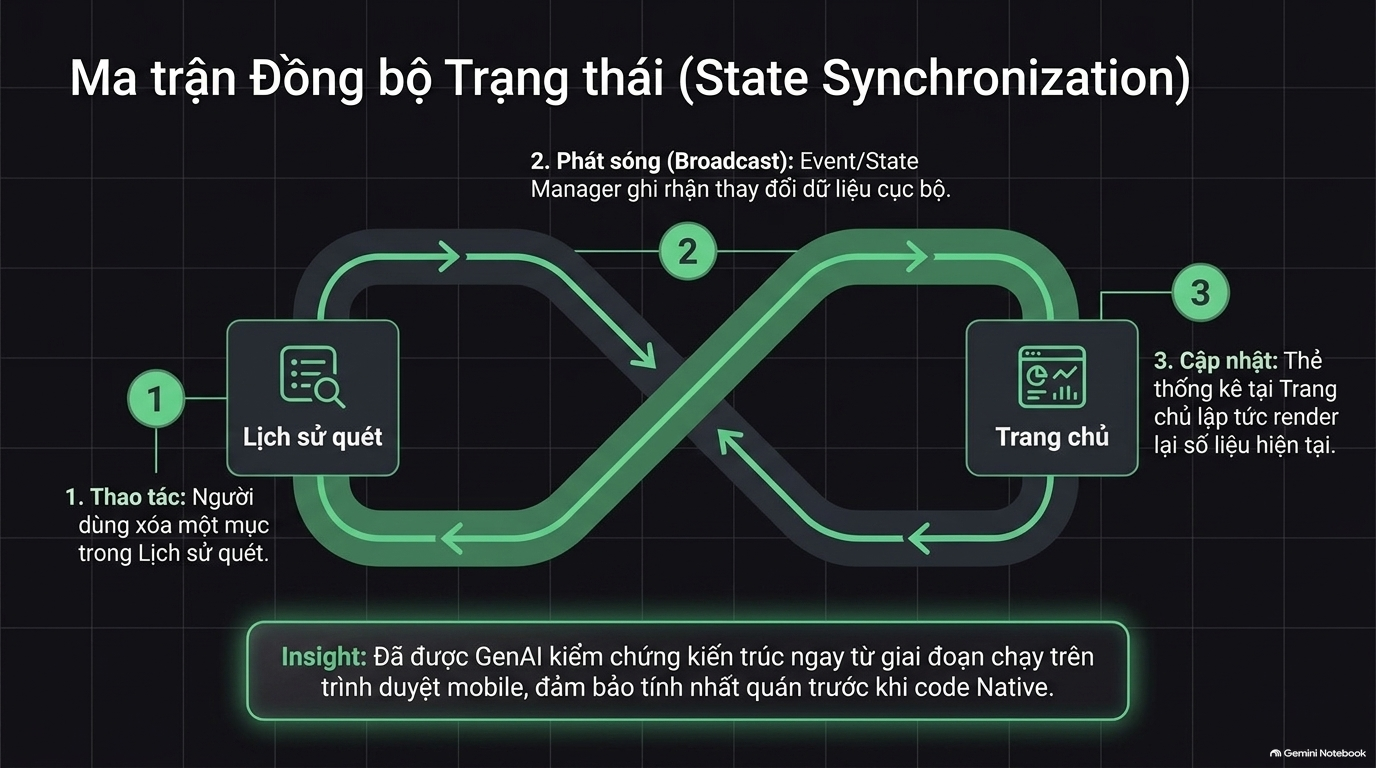 Ma trận Đồng bộ Trạng thái (State Synchronization)
2. Phát sóng (Broadcast): Event/State
Manager ghi nhận thay đổi dữ liệu cục bộ.
2
3
1
Lịch sử quét
Trang chủ
3. Cập nhật: Thẻ
thống kê tại Trang
chủ lập tức render
lại số liệu hiện tại.
1. Thao tác: Người
dùng xóa một mục
trong Lịch sử quét.
Insight: Đã được GenAI kiểm chứng kiến trúc ngay từ giai đoạn chạy trên
trình duyệt mobile, đảm bảo tính nhất quán trước khi code Native.
Gemini Notebook